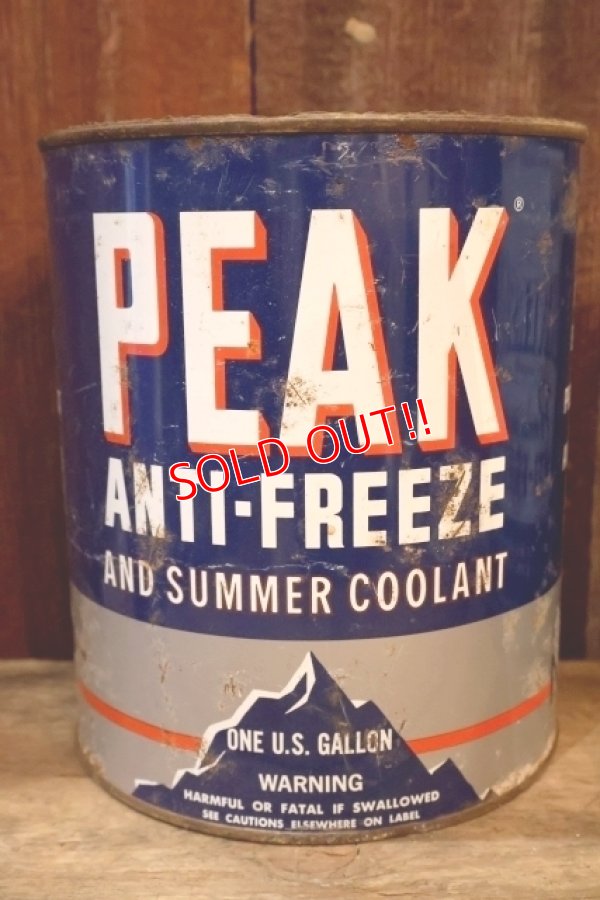 PEAK®
SOLD OUT!!
ANTI-FREEZE
AND SUMMER COOLANT
ONE U.S. GALLON
WARNING
HARMFUL OR FATAL IF SWALLOWED
SEE CAUTIONS ELSEWHERE ON LABEL